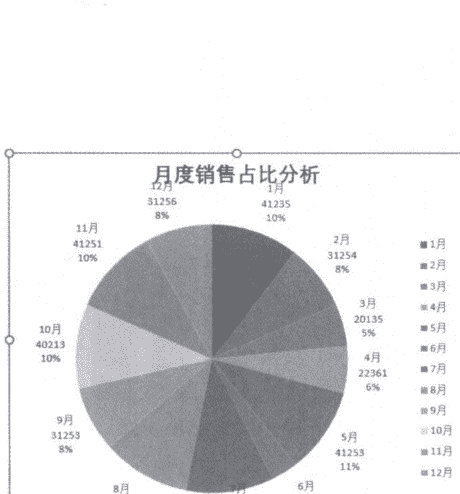 月度销售占比分析
12月
31256
8%
1月
41235
10%
11月
41251
10%
2月
31254
8%
3月
20135
5%
10月
40213
10%
4月
22361
6%
9月
31253
8%
5月
41253
11%
8月
7月
6月
1月
2月
3月
4月
5月
6月
7月
8月
9月
10月
11月
12月